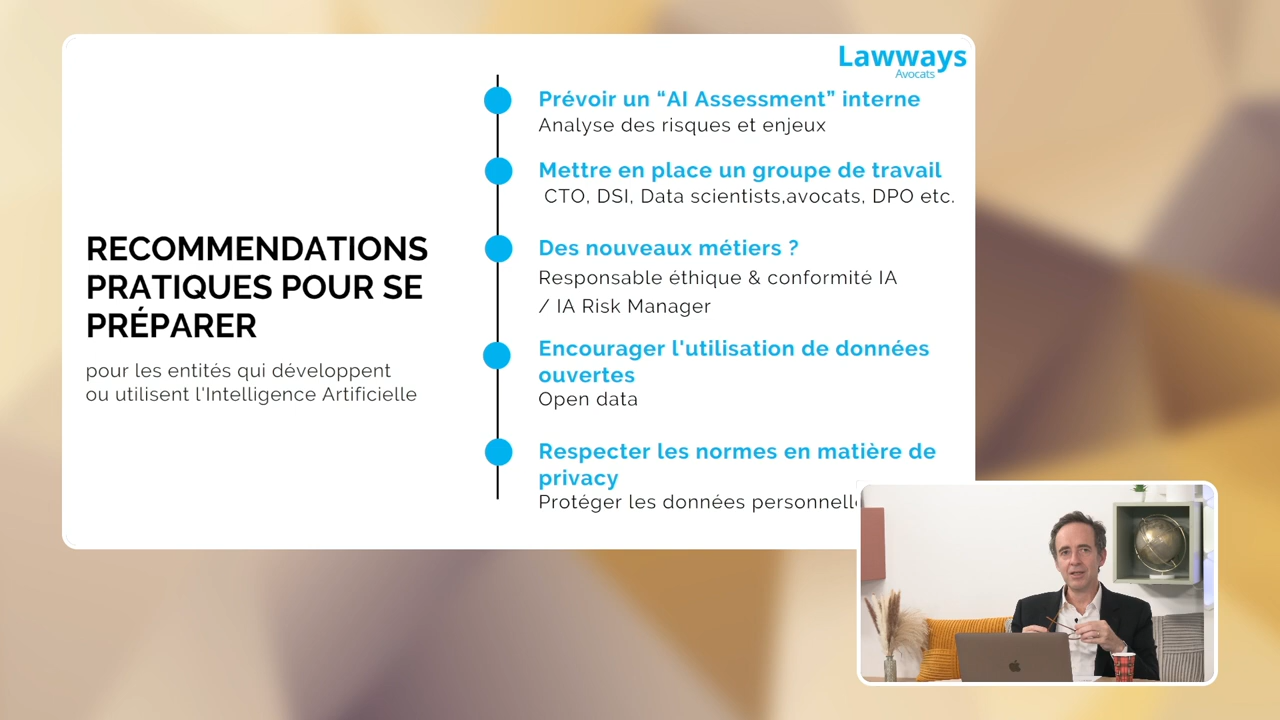 Lawways
Avocats
RECOMMENDATIONS
PRATIQUES POUR SE
PRÉPARER
pour les entités qui développent
ou utilisent l'Intelligence Artificielle
Prévoir un “AI Assessment” interne
Analyse des risques et enjeux
Mettre en place un groupe de travail
CTO, DSI, Data scientists,avocats, DPO etc.
Des nouveaux métiers ?
Responsable éthique & conformité IA
/ IA Risk Manager
Encourager l'utilisation de données
ouvertes
Open data
Respecter les normes en matière de
privacy
Protéger les données